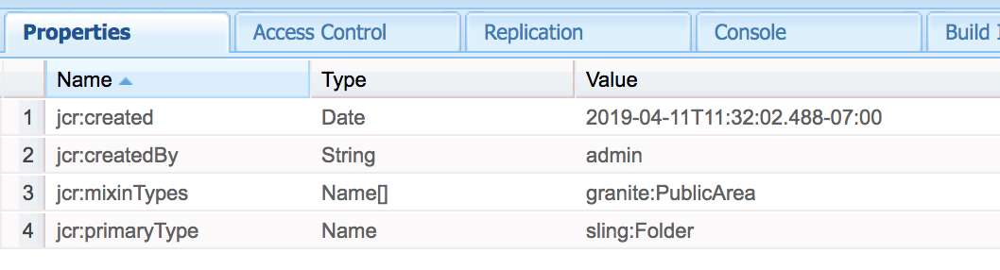 Properties Access Control Replication Console Build
Name Type Value
1 jcr:created Date 2019-04-11T11:32:02.488-07:00
2 jcr:createdBy String admin
3 jcr:mixinTypes Name[] granite:PublicArea
4 jcr:primaryType Name sling:Folder